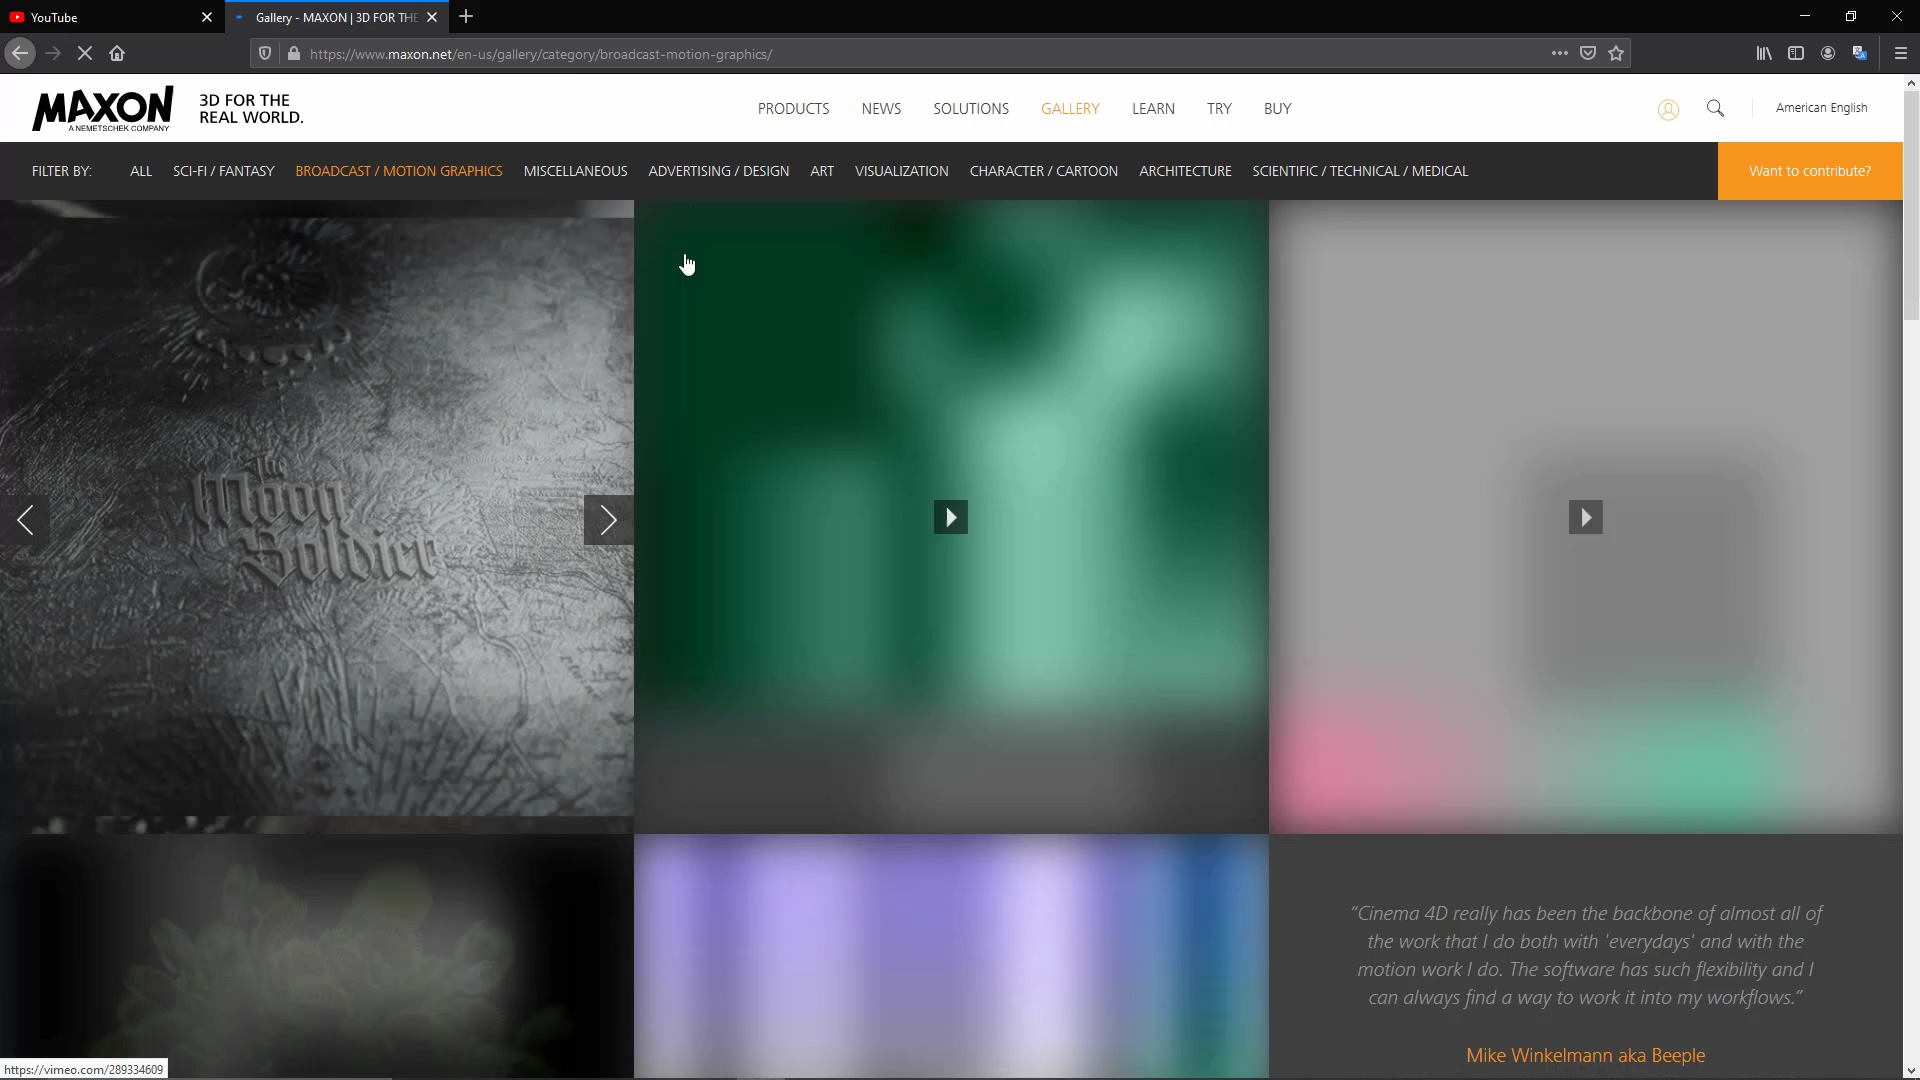 YouTube
Gallery - MAXON | 3D FOR THE
https://www.maxon.net/en-us/gallery/category/broadcast-motion-graphics/
MAXON
A NEMETSCHEK COMPANY
3D FOR THE
REAL WORLD.
PRODUCTS NEWS SOLUTIONS GALLERY LEARN TRY BUY
American English
FILTER BY: ALL SCI-FI / FANTASY BROADCAST / MOTION GRAPHICS MISCELLANEOUS ADVERTISING / DESIGN ART VISUALIZATION CHARACTER / CARTOON ARCHITECTURE SCIENTIFIC / TECHNICAL / MEDICAL Want to contribute?
the
Moon
Soldier
“Cinema 4D really has been the backbone of almost all of
the work that I do both with 'everydays' and with the
motion work I do. The software has such flexibility and I
can always find a way to work it into my workflows.”
Mike Winkelmann aka Beeple
https://vimeo.com/289334609